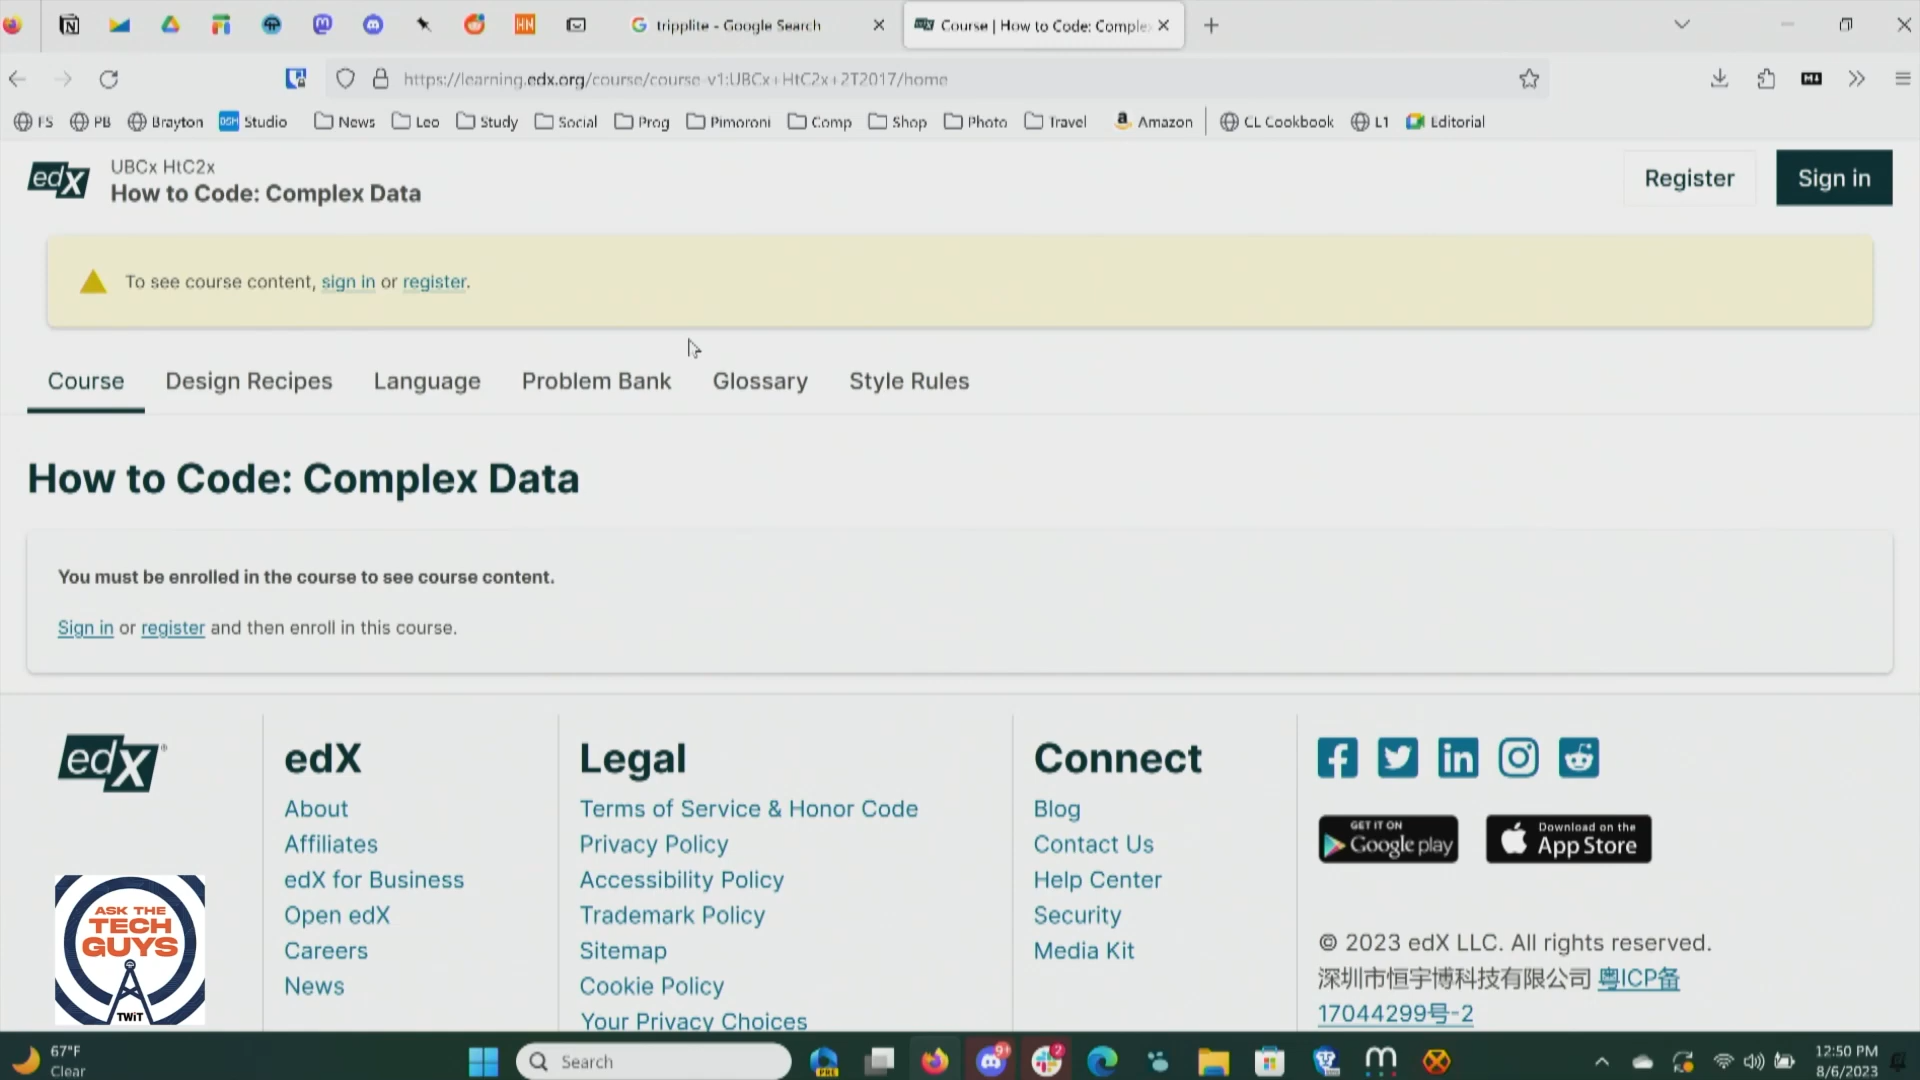 tripplite - Google Search
Course | How to Code: Comple
https://learning.edx.org/course/course-v1:UBCx+HtC2x+2T2017/home
FS PB Brayton Studio News Leo Study Social Prog Pimoroni Comp Shop Photo Travel Amazon CL Cookbook L1 Editorial
edX
UBCx HtC2x
How to Code: Complex Data
Register
Sign in
To see course content, sign in or register.
Course Design Recipes Language Problem Bank Glossary Style Rules
How to Code: Complex Data
You must be enrolled in the course to see course content.
Sign in or register and then enroll in this course.
edX
edX
About
Affiliates
edX for Business
Open edX
Careers
News
Legal
Terms of Service & Honor Code
Privacy Policy
Accessibility Policy
Trademark Policy
Sitemap
Cookie Policy
Your Privacy Choices
Connect
Blog
Contact Us
Help Center
Security
Media Kit
GET IT ON
Google play
Download on the
App Store
© 2023 edX LLC. All rights reserved.
深圳市恒宇博科技有限公司 粤ICP备
17044299号-2
ASK THE
TECH
GUYS
TWiT
67°F
Clear
Search
PRE
9+
2
12:50 PM
8/6/2023